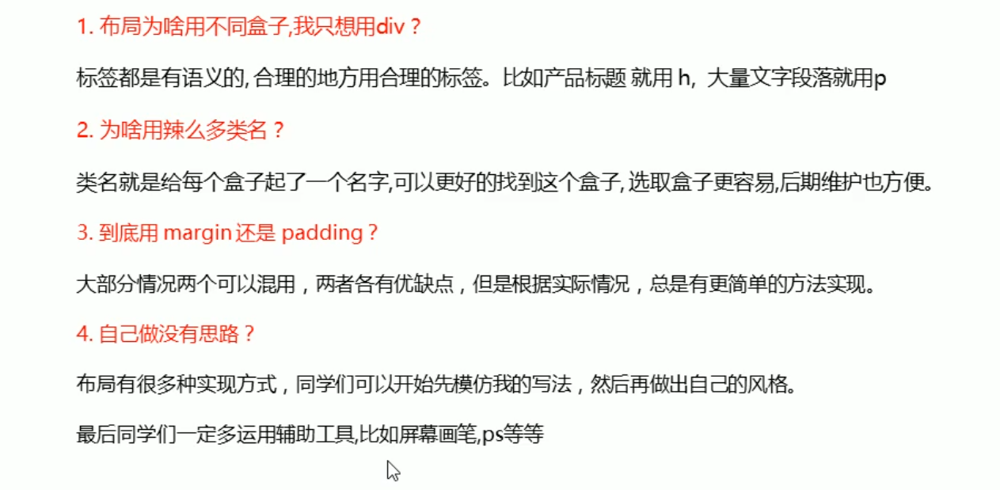 1. 布局为啥用不同盒子,我只想用div？
标签都是有语义的, 合理的地方用合理的标签。比如产品标题 就用 h, 大量文字段落就用p
2. 为啥用辣么多类名？
类名就是给每个盒子起了一个名字,可以更好的找到这个盒子, 选取盒子更容易,后期维护也方便。
3. 到底用 margin 还是 padding？
大部分情况两个可以混用，两者各有优缺点，但是根据实际情况，总是有更简单的方法实现。
4. 自己做没有思路？
布局有很多种实现方式，同学们可以开始先模仿我的写法，然后再做出自己的风格。
最后同学们一定多运用辅助工具,比如屏幕画笔,ps等等